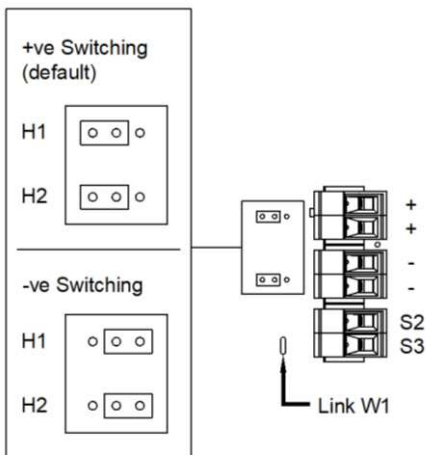 +ve Switching
(default)
H1
H2
-ve Switching
H1
H2
+
+
-
-
S2
S3
Link W1